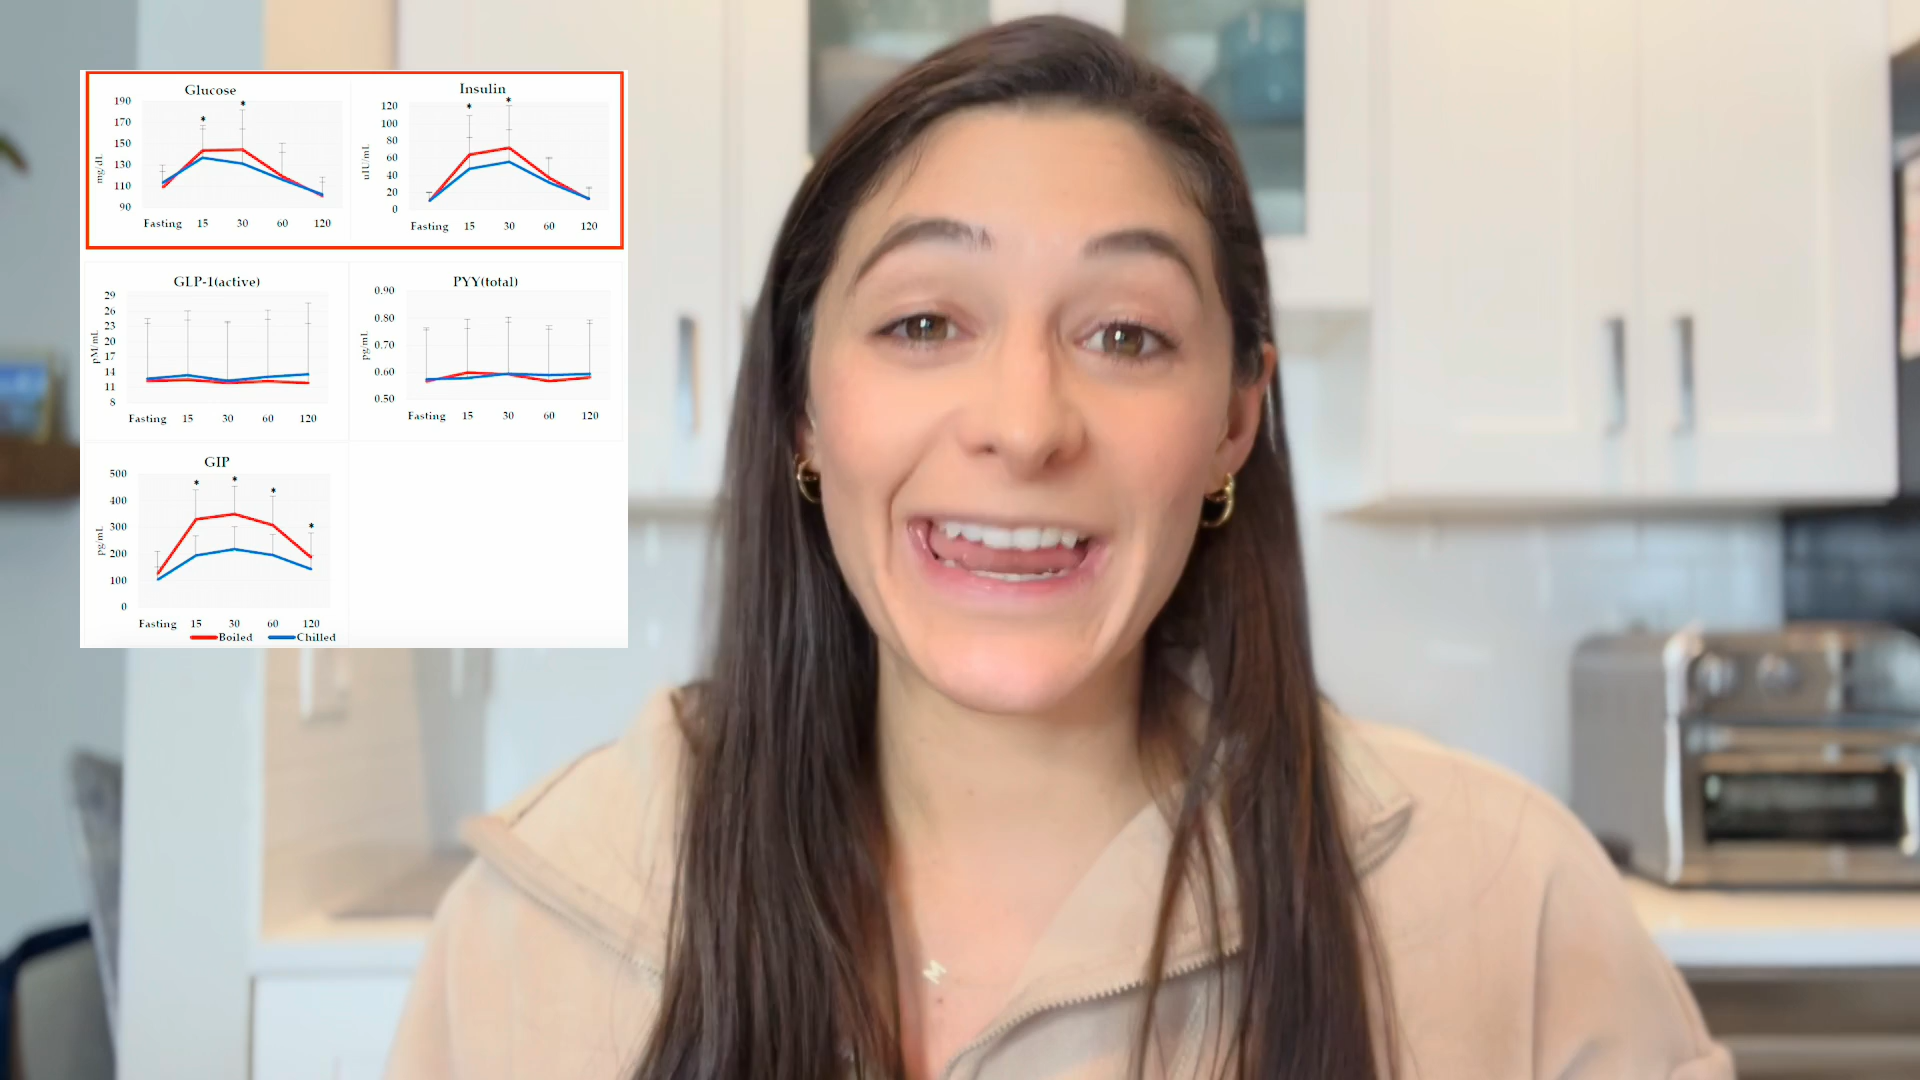 Glucose
190
170
150
130
110
90
mg/dL
* *
Fasting 15 30 60 120
Insulin
120
100
80
60
40
20
0
uIU/mL
* *
Fasting 15 30 60 120
GLP-1(active)
29
26
23
20
17
14
11
8
pM/mL
Fasting 15 30 60 120
PYY(total)
0.90
0.80
0.70
0.60
0.50
pg/mL
Fasting 15 30 60 120
GIP
500
400
300
200
100
0
pg/mL
* * * *
Fasting 15 30 60 120
Boiled Chilled
M